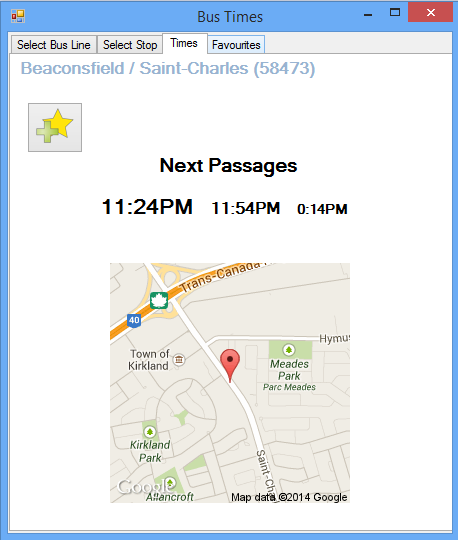 Bus Times
Select Bus Line Select Stop Times Favourites
Beaconsfield / Saint-Charles (58473)
Next Passages
11:24PM 11:54PM 0:14PM
Trans-Canada
40
Hymus
Town of
Kirkland
Meades
Park
Parc Meades
Kirkland
Park
Saint-Ch
Allancroft
Google
Map data ©2014 Google